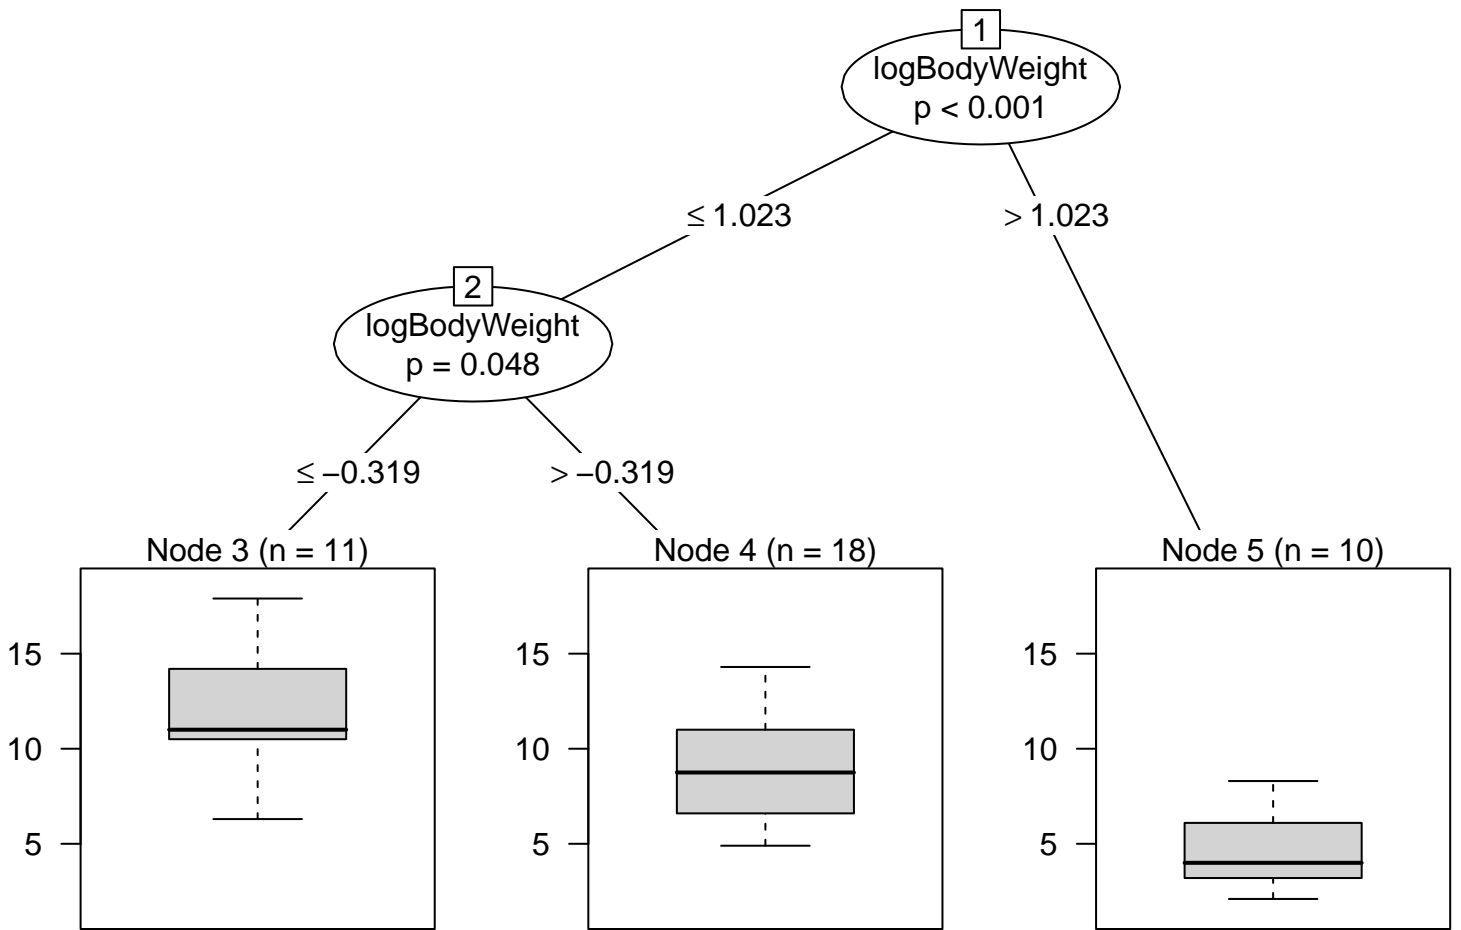 1
logBodyWeight
p < 0.001
≤ 1.023
> 1.023
2
logBodyWeight
p = 0.048
≤ −0.319
> −0.319
Node 3 (n = 11)
15
10
5
Node 4 (n = 18)
15
10
5
Node 5 (n = 10)
15
10
5